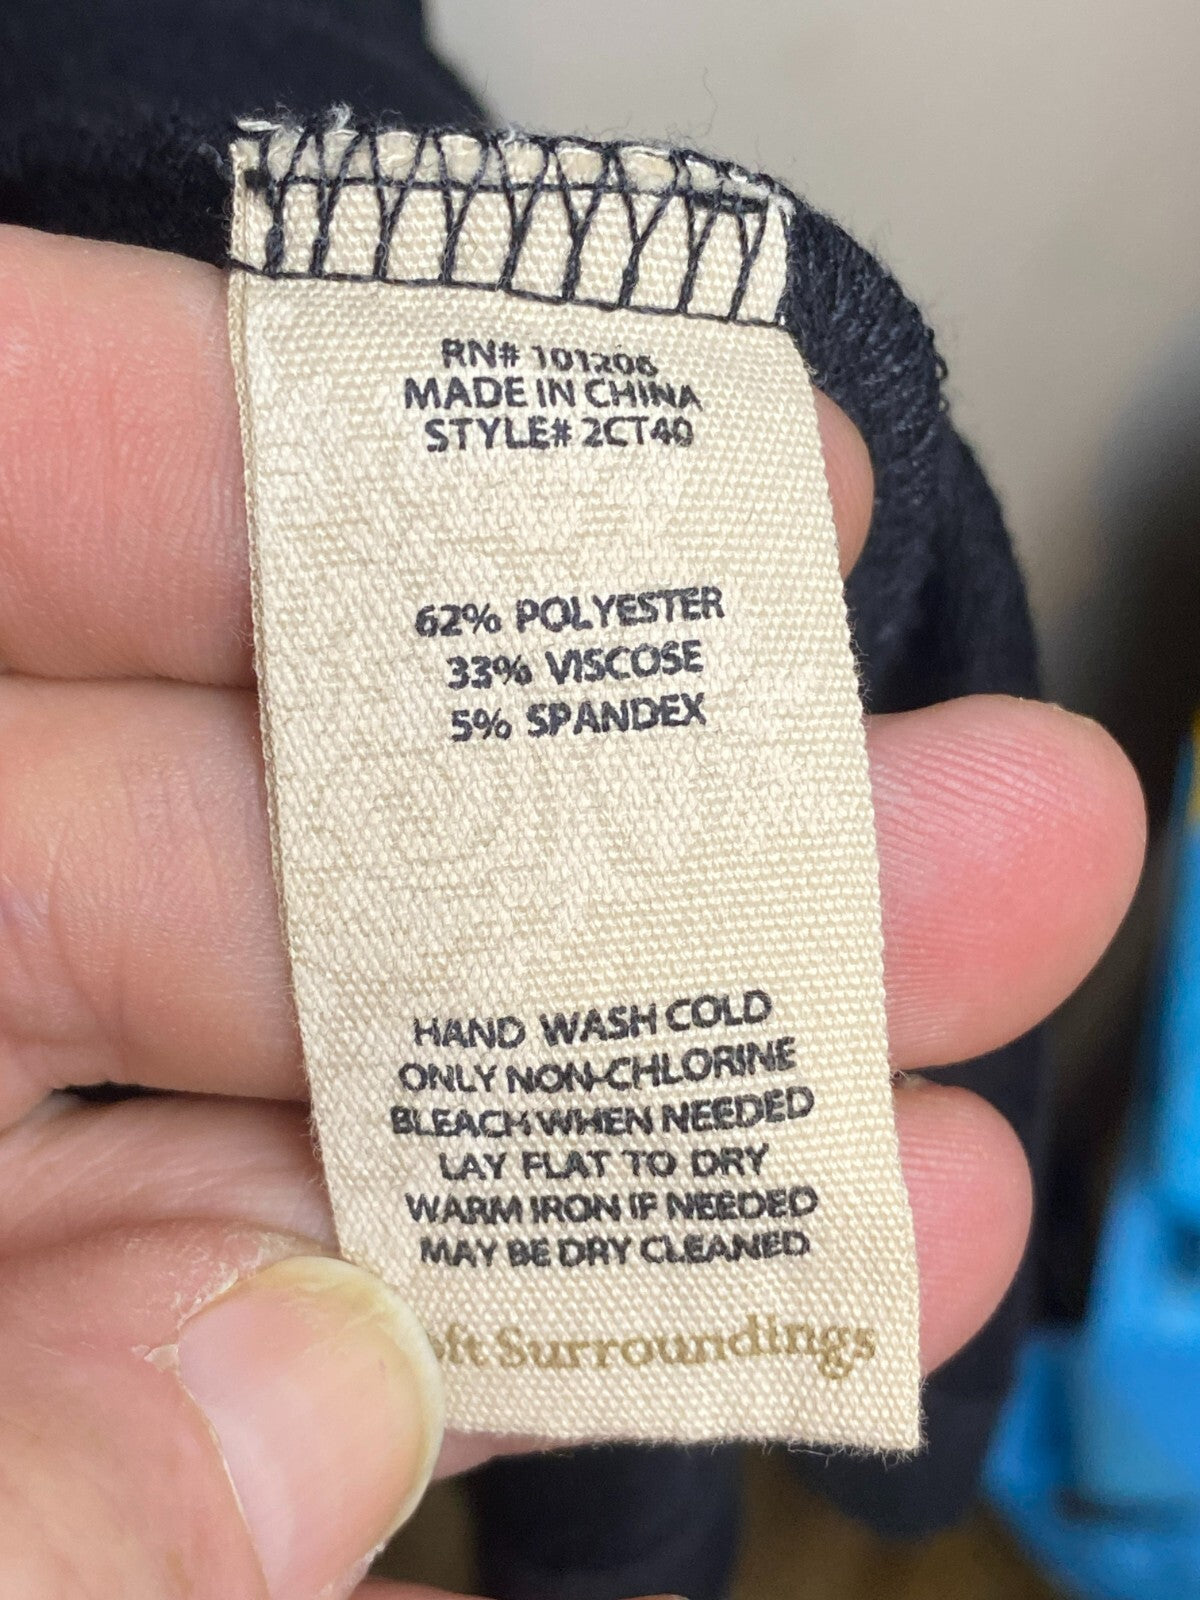 RN# 101206
MADE IN CHINA
STYLE# 2CT40
62% POLYESTER
33% VISCOSE
5% SPANDEX
HAND WASH COLD
ONLY NON-CHLORINE
BLEACH WHEN NEEDED
LAY FLAT TO DRY
WARM IRON IF NEEDED
MAY BE DRY CLEANED
oft Surroundings